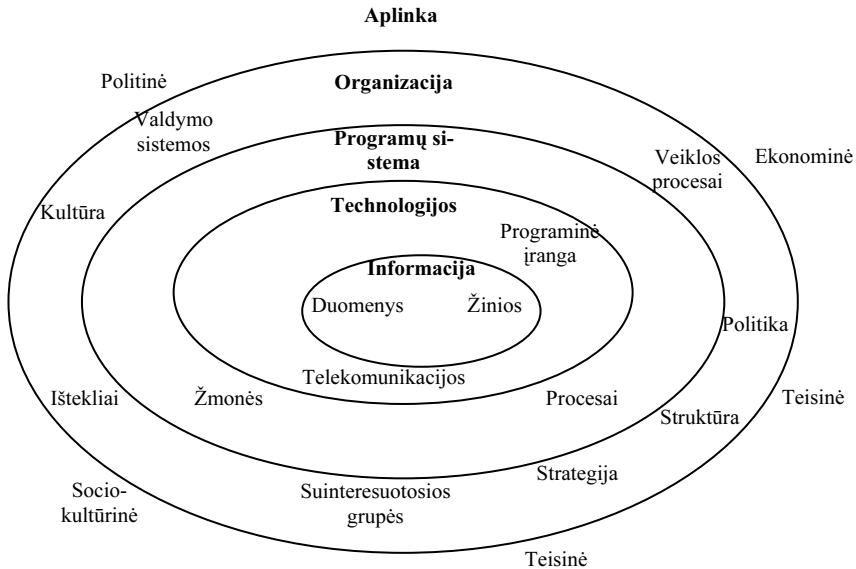 Aplinka
Politinė
Organizacija
Valdymo
sistemos
Programų si-
stema
Veiklos
procesai
Ekonominė
Kultūra
Technologijos
Programinė
įranga
Informacija
Duomenys
Žinios
Politika
Telekomunikacijos
Ištekliai
Žmonės
Procesai
Teisinė
Struktūra
Strategija
Socio-
kultūrinė
Suinteresuotosios
grupės
Teisinė